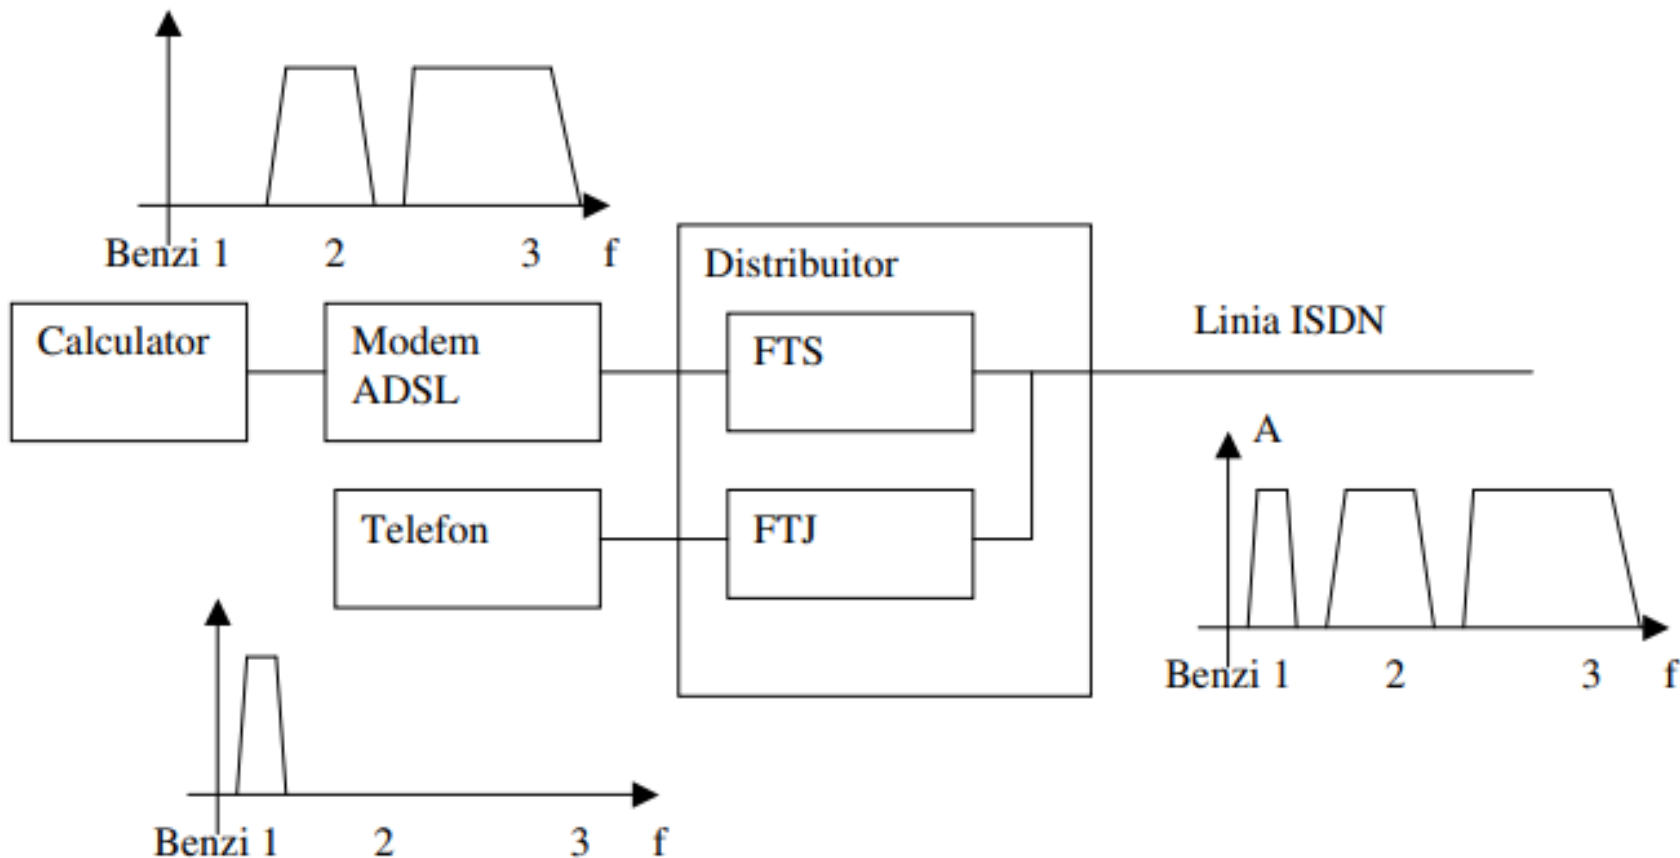 Benzi 1 2 3 f
Distribuitor
Calculator
Modem
ADSL
FTS
Linia ISDN
Telefon
FTJ
A
Benzi 1 2 3 f
Benzi 1 2 3 f